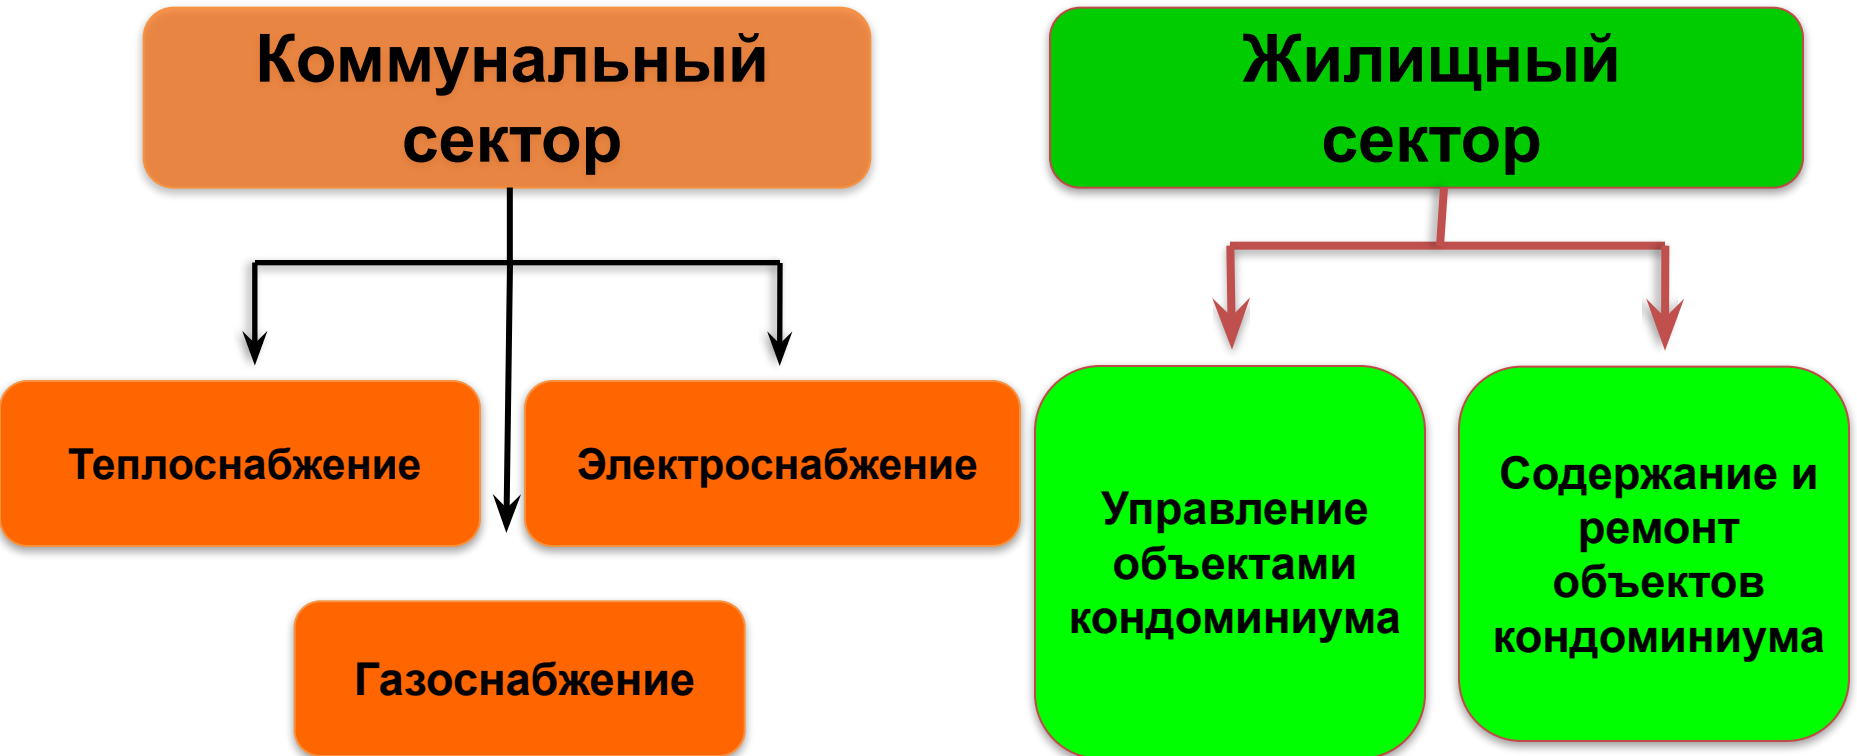 Коммунальный
сектор
Жилищный
сектор
Теплоснабжение
Электроснабжение
Газоснабжение
Управление
объектами
кондоминиума
Содержание и
ремонт
объектов
кондоминиума